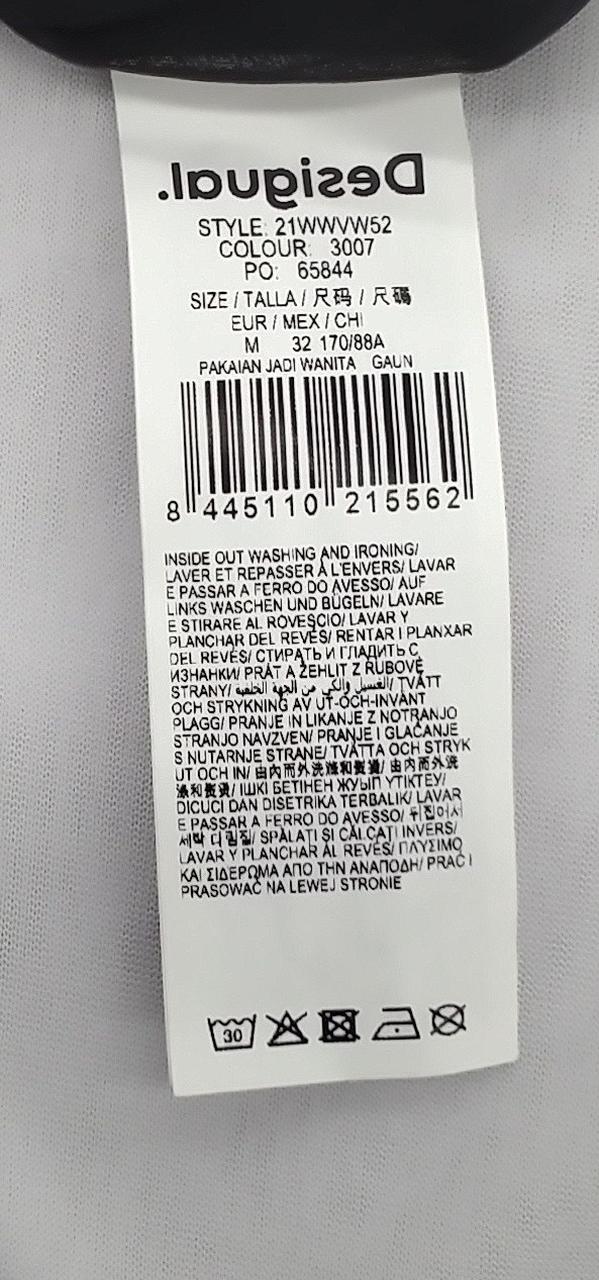 Desigual.
STYLE: 21WWVW52
COLOUR: 3007
PO: 65844
SIZE / TALLA / 尺码 / 尺碼
EUR / MEX / CHI
M 32 170/88A
PAKAIAN JADI WANITA GAUN
8 445110 215562
INSIDE OUT WASHING AND IRONING/
LAVER ET REPASSER À L'ENVERS/ LAVAR
E PASSAR A FERRO DO AVESSO/ AUF
LINKS WASCHEN UND BÜGELN/ LAVARE
E STIRARE AL ROVESCIO/ LAVAR Y
PLANCHAR DEL REVÉS/ RENTAR I PLANXAR
DEL REVÉS/ СТИРАТЬ И ГЛАДИТЬ С
ИЗНАНКИ/ PRÁT A ŽEHLIT Z RUBOVÉ
STRANY/ الغسيل والكي من الجهة الخلفية/ TVÄTT
OCH STRYKNING AV UT-OCH-INVÄNT
PLAGG/ PRANJE IN LIKANJE Z NOTRANJO
STRANJO NAVZVEN/ PRANJE I GLAČANJE
S NUTARNJE STRANE/ TVÄTTA OCH STRYK
UT OCH IN/ 由內而外洗滌和熨燙/ 由內而外洗
滌和熨燙/ ІШКІ БЕТІНЕН ЖУЫП ҮТІКТЕУ/
DICUCI DAN DISETRIKA TERBALIK/ LAVAR
E PASSAR A FERRO DO AVESSO/ 뒤집어서
세탁 다림질/ SPĂLAȚI ȘI CĂLCAȚI INVERS/
LAVAR Y PLANCHAR AL REVÉS/ ΠΛΥΣΙΜΟ
ΚΑΙ ΣΙΔΕΡΩΜΑ ΑΠΟ ΤΗΝ ΑΝΑΠΟΔΗ/ PRAĆ I
PRASOWAĆ NA LEWEJ STRONIE
30